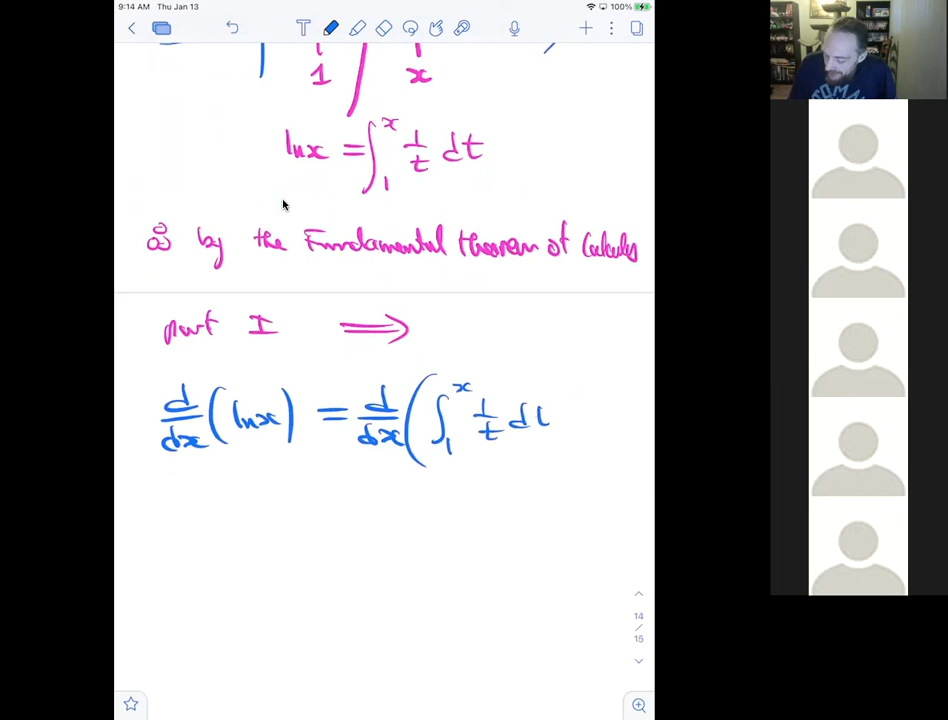 9:14 AM Thu Jan 13
100%
T
1 x
ln x = ∫₁ˣ 1/t dt
∴ by the Fundamental theorem of Calculus
part I ⟹
d/dx (ln x) = d/dx ( ∫₁ˣ 1/t dt
14
/
15